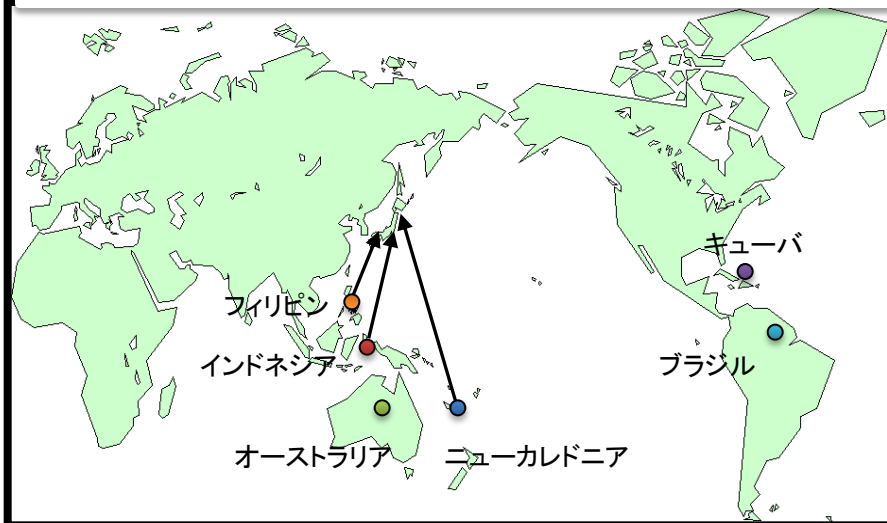 キューバ
フィリピン
インドネシア
ブラジル
オーストラリア
ニューカレドニア